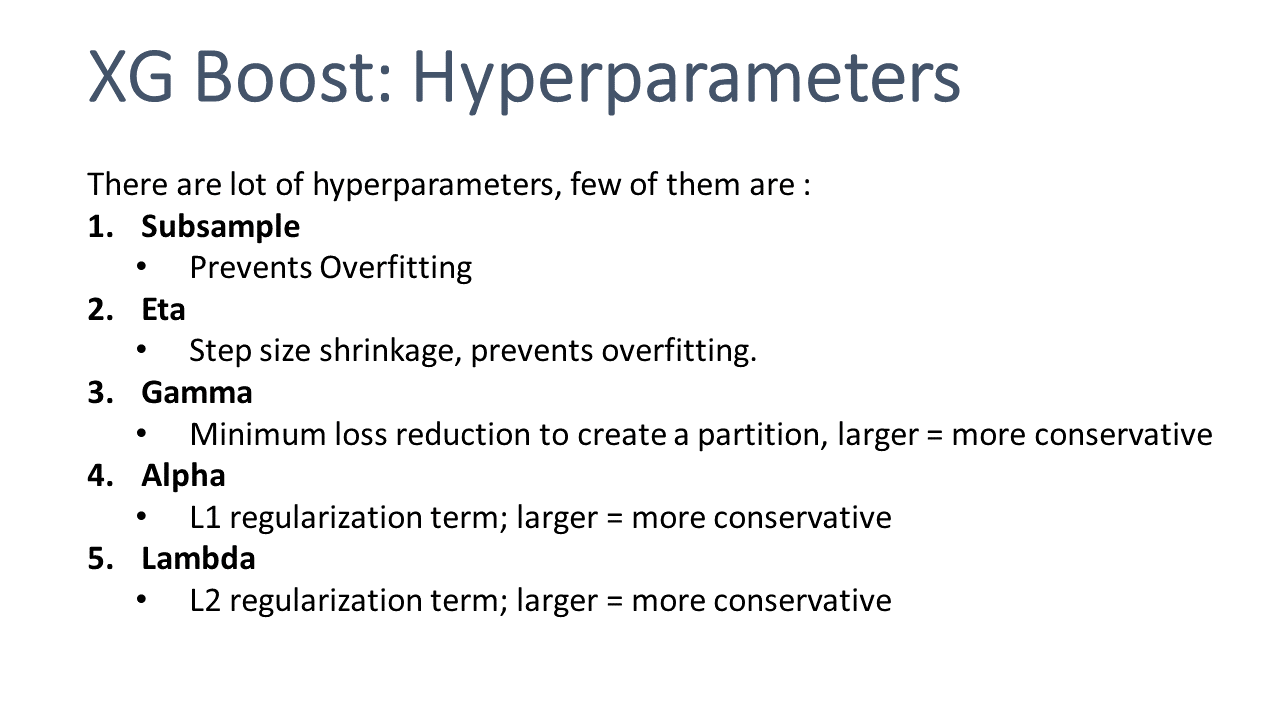 XG Boost: Hyperparameters
There are lot of hyperparameters, few of them are :
1. Subsample
• Prevents Overfitting
2. Eta
• Step size shrinkage, prevents overfitting.
3. Gamma
• Minimum loss reduction to create a partition, larger = more conservative
4. Alpha
• L1 regularization term; larger = more conservative
5. Lambda
• L2 regularization term; larger = more conservative